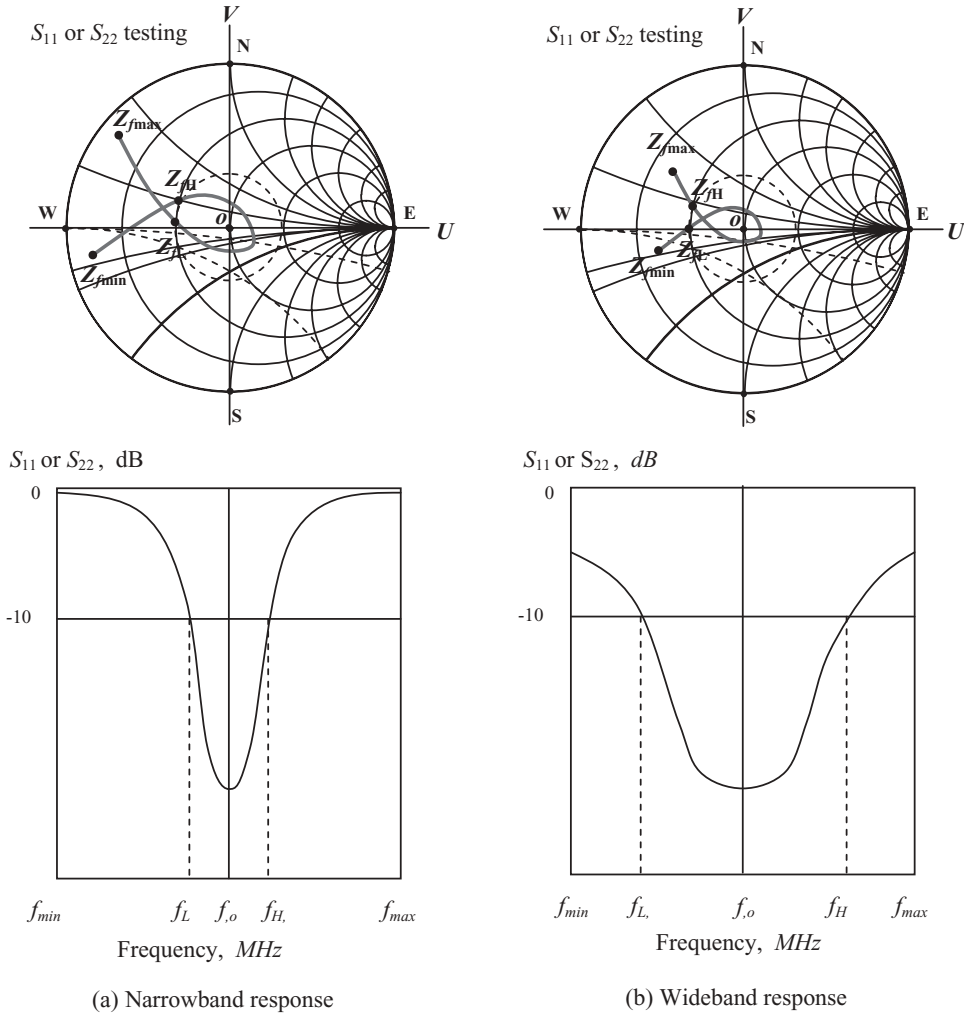 S11 or S22 testing
V
N
Zfmax
ZfH
W
o
E
U
ZfL
Zfmin
S
S11 or S22 testing
V
N
Zfmax
ZfH
W
o
E
U
ZfL
Zfmin
S
S11 or S22 , dB
0
-10
fmin
fL
f,o
fH,
fmax
Frequency, MHz
(a) Narrowband response
S11 or S22 , dB
0
-10
fmin
fL,
f,o
fH
fmax
Frequency, MHz
(b) Wideband response